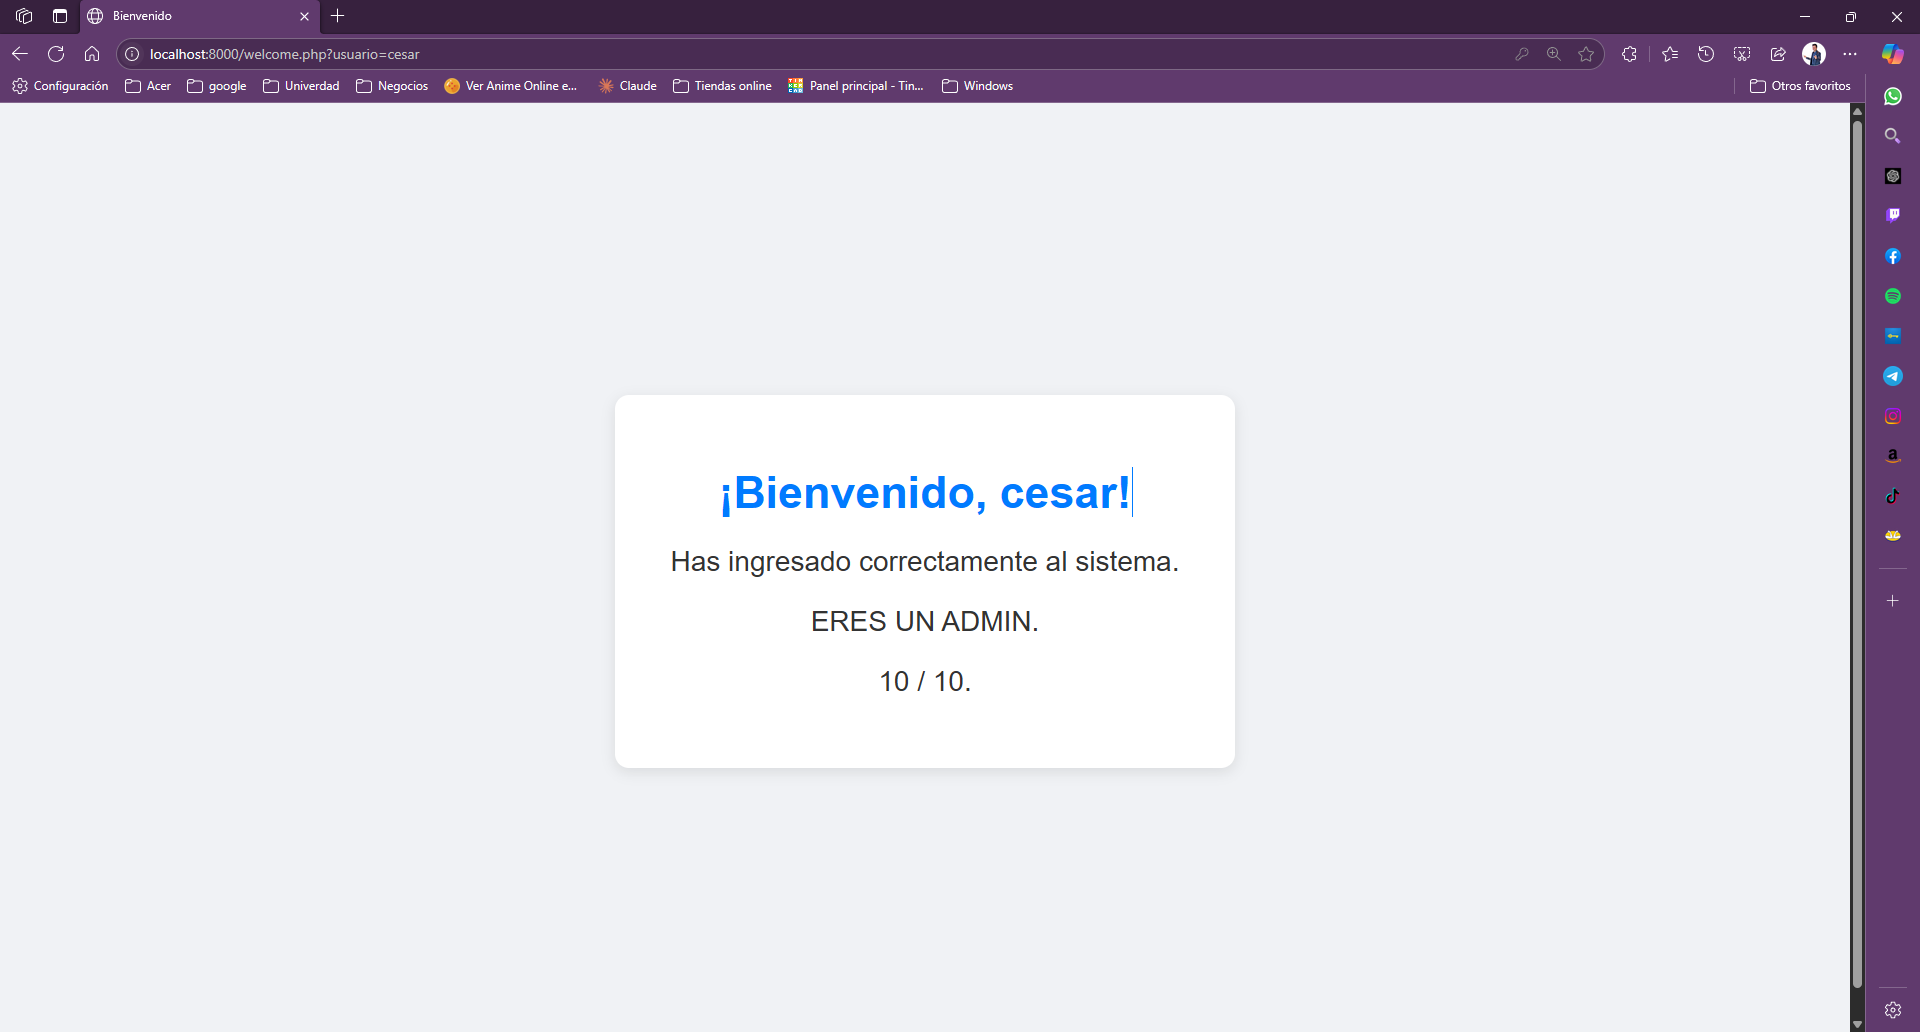 Bienvenido
localhost:8000/welcome.php?usuario=cesar
Configuración Acer google Univerdad Negocios Ver Anime Online e... Claude Tiendas online Panel principal - Tin... Windows Otros favoritos
¡Bienvenido, cesar!
Has ingresado correctamente al sistema.
ERES UN ADMIN.
10 / 10.